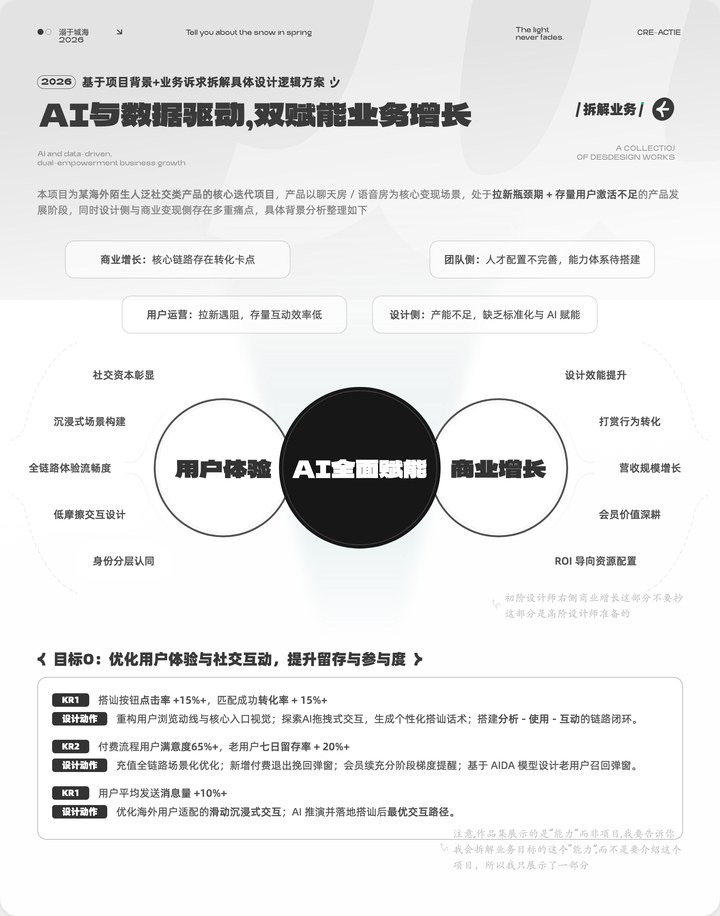 溺于城海
2026
Tell you about the snow in spring
The light
never fades.
CRE-ACTIE
2026 基于项目背景+业务诉求拆解具体设计逻辑方案
AI与数据驱动,双赋能业务增长
/拆解业务/
AI and data-driven,
dual-empowerment business growth
A COLLECTIOJ
OF DESDESIGN WORKS
本项目为某海外陌生人泛社交类产品的核心迭代项目，产品以聊天房 / 语音房为核心变现场景，处于拉新瓶颈期 + 存量用户激活不足的产品发
展阶段，同时设计侧与商业变现侧存在多重痛点，具体背景分析整理如下
商业增长：核心链路存在转化卡点
团队侧：人才配置不完善，能力体系待搭建
用户运营：拉新遇阻，存量互动效率低
设计侧：产能不足，缺乏标准化与 AI 赋能
社交资本彰显
沉浸式场景构建
全链路体验流畅度
低摩擦交互设计
身份分层认同
用户体验
AI全面赋能
商业增长
设计效能提升
打赏行为转化
营收规模增长
会员价值深耕
ROI 导向资源配置
初阶设计师右侧商业增长这部分不要抄
这部分是高阶设计师准备的
目标O：优化用户体验与社交互动，提升留存与参与度
KR1 搭讪按钮点击率 +15%+，匹配成功转化率 + 15%+
设计动作 重构用户浏览动线与核心入口视觉；探索AI拖拽式交互，生成个性化搭讪话术；搭建分析 - 使用 - 互动的链路闭环。
KR2 付费流程用户满意度65%+，老用户七日留存率 + 20%+
设计动作 充值全链路场景化优化；新增付费退出挽回弹窗；会员续充分阶段梯度提醒；基于 AIDA 模型设计老用户召回弹窗。
KR1 用户平均发送消息量 +10%+
设计动作 优化海外用户适配的滑动沉浸式交互；AI 推演并落地搭讪后最优交互路径。
注意,作品集展示的是“能力”而非项目,我要告诉你
我会拆解业务目标的这个“能力”,而不是要介绍这个
项目，所以我只展示了一部分